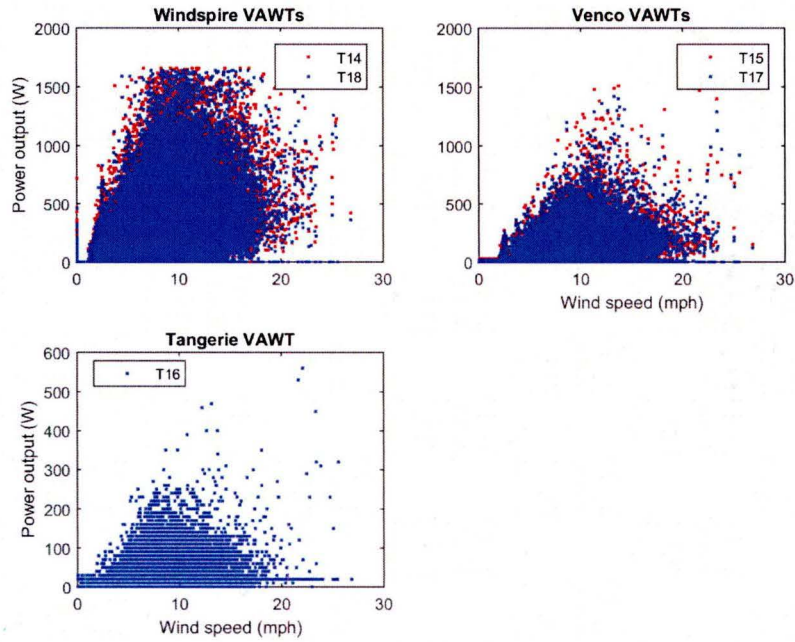 Windspire VAWTs
2000
1500
1000
500
0
Power output (W)
T14
T18
0 10 20 30
Venco VAWTs
2000
1500
1000
500
0
T15
T17
0 10 20 30
Wind speed (mph)
Tangerie VAWT
600
500
400
300
200
100
0
Power output (W)
T16
0 10 20 30
Wind speed (mph)